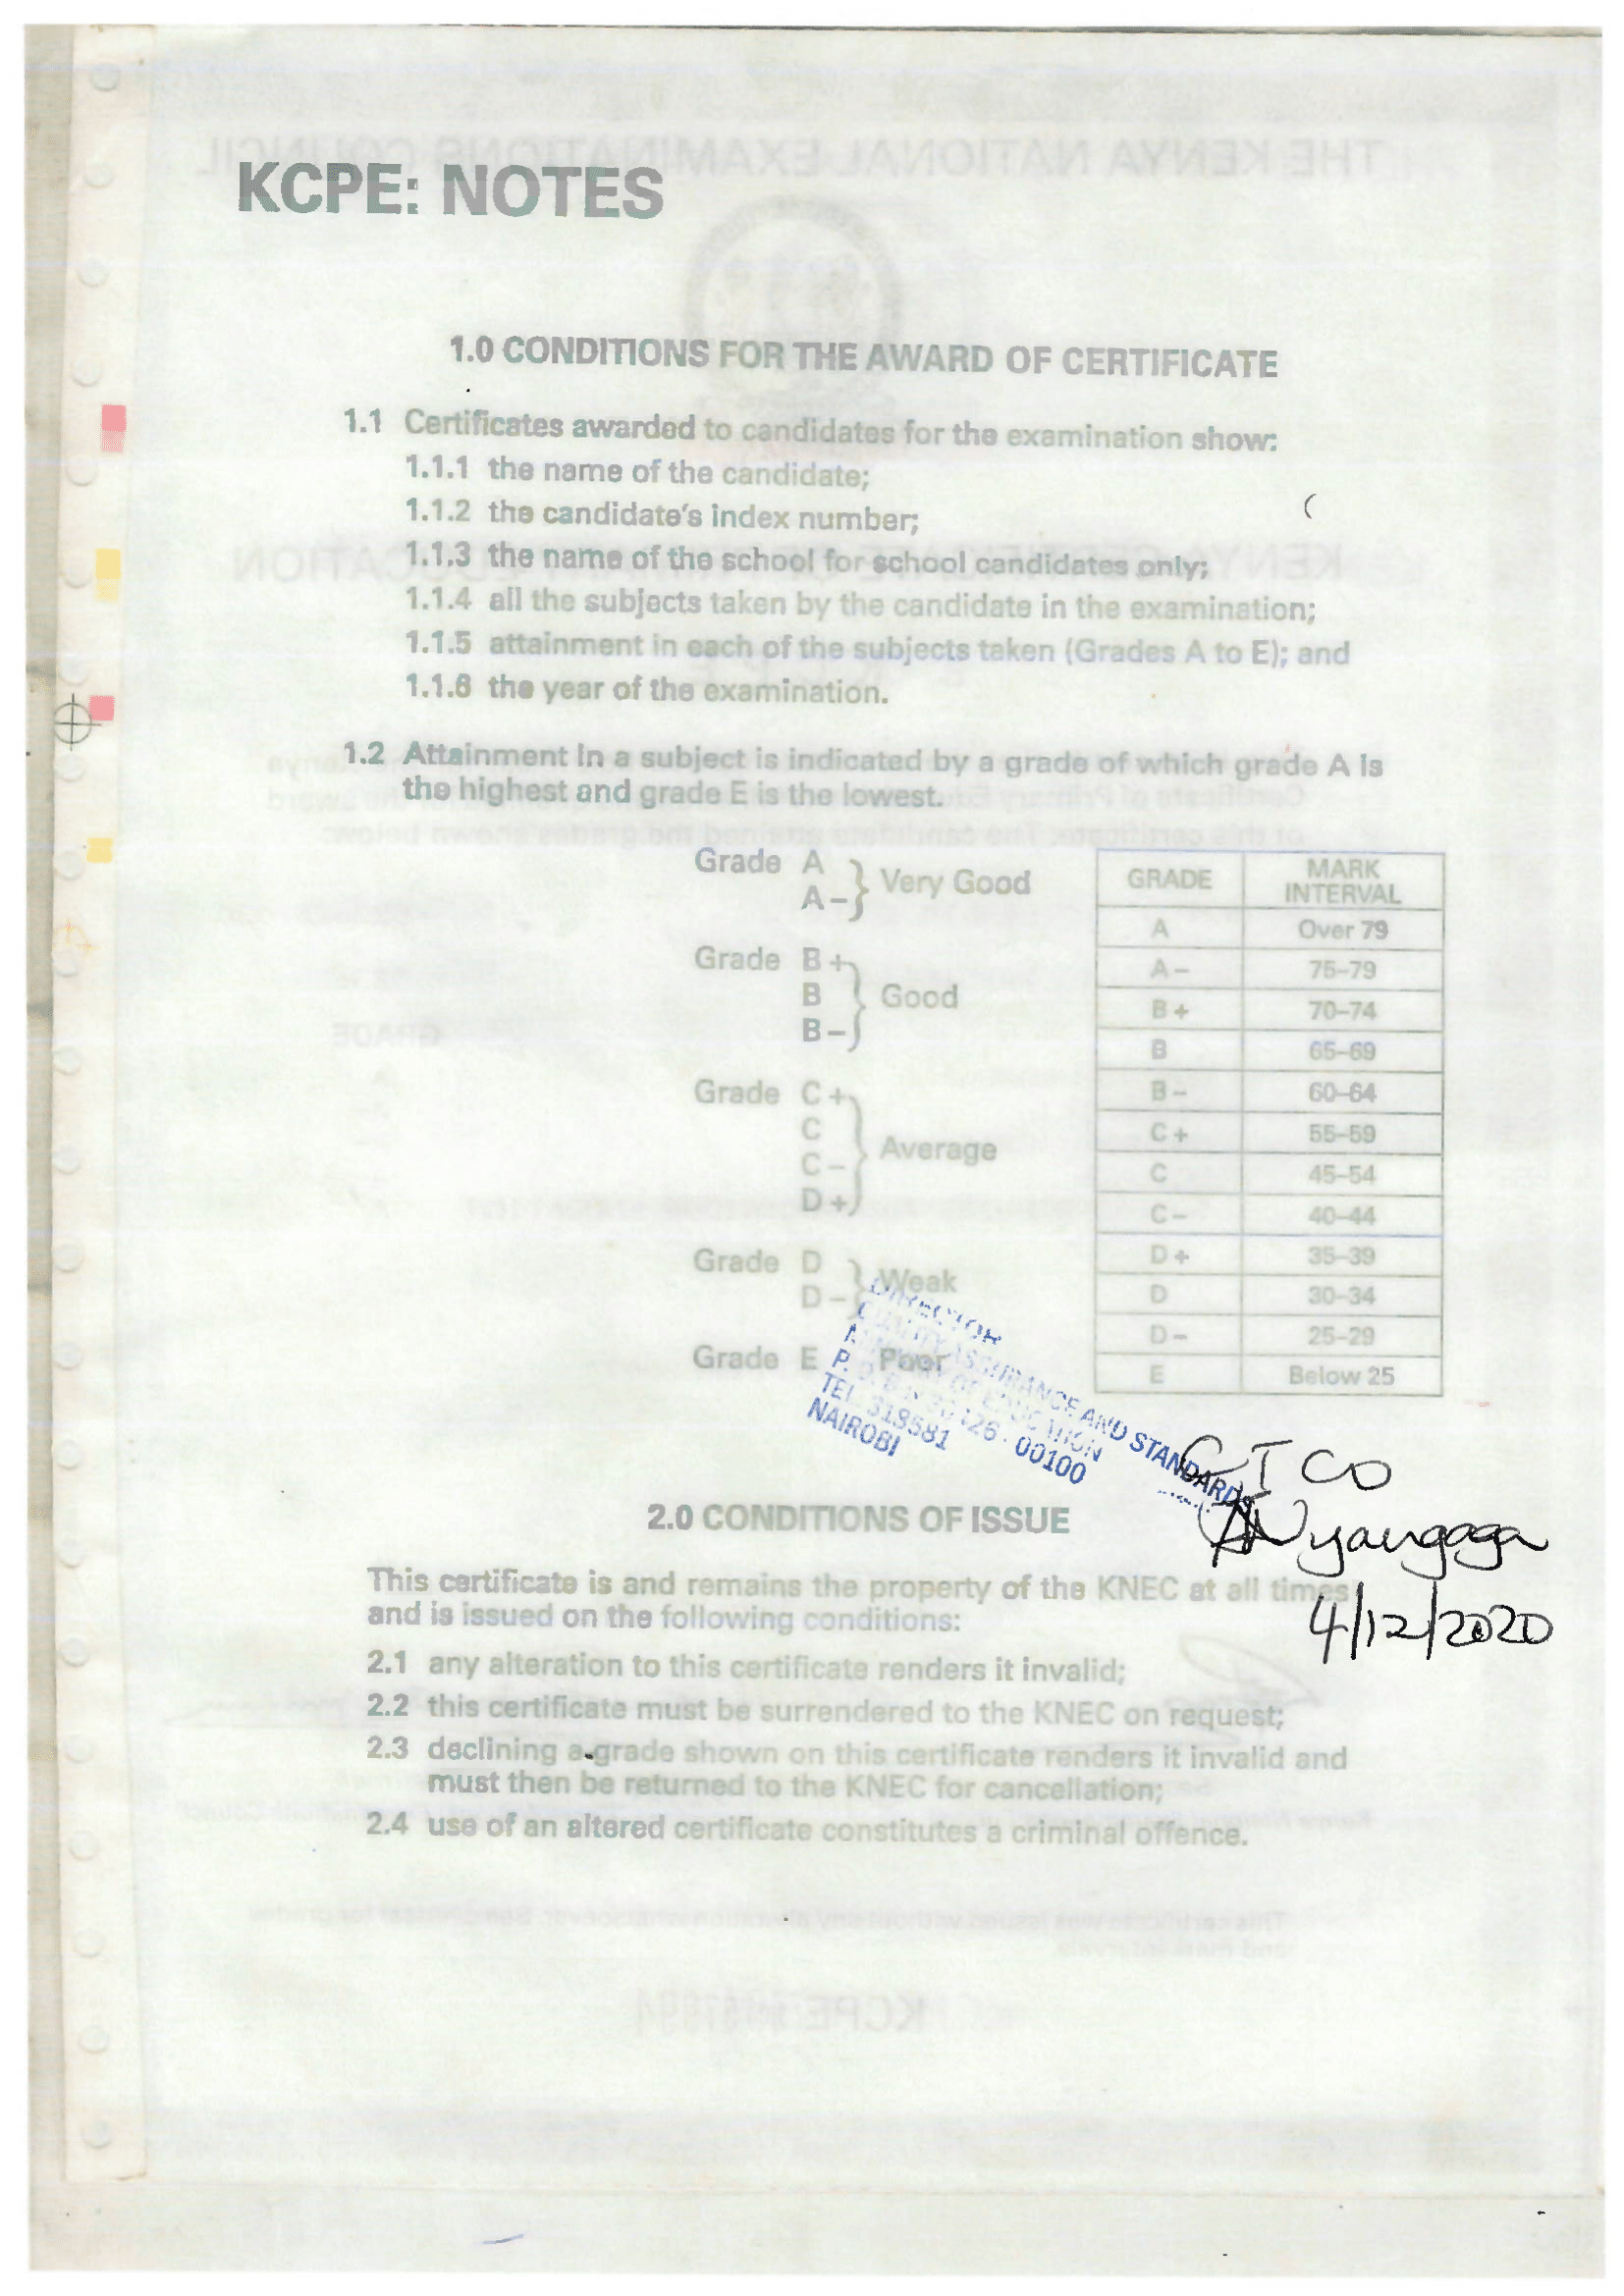 KCPE: NOTES
1.0 CONDITIONS FOR THE AWARD OF CERTIFICATE
1.1 Certificates awarded to candidates for the examination show:
1.1.1 the name of the candidate;
1.1.2 the candidate's index number;
1.1.3 the name of the school for school candidates only;
1.1.4 all the subjects taken by the candidate in the examination;
1.1.5 attainment in each of the subjects taken (Grades A to E); and
1.1.6 the year of the examination.
1.2 Attainment in a subject is indicated by a grade of which grade A is
the highest and grade E is the lowest.
Grade A
A- Very Good
Grade B+
B Good
B-
Grade C+
C
C- Average
D+
Grade D
D- Weak
Grade E Poor
GRADE MARK INTERVAL
A Over 79
A- 75-79
B+ 70-74
B 65-69
B- 60-64
C+ 55-59
C 45-54
C- 40-44
D+ 35-39
D 30-34
D- 25-29
E Below 25
DIRECTOR
QUALITY ASSURANCE AND STANDARDS
MINISTRY OF EDUCATION
P. O. Box 00100
TEL 318581
NAIROBI
Nyangaga
4/12/2020
2.0 CONDITIONS OF ISSUE
This certificate is and remains the property of the KNEC at all times
and is issued on the following conditions:
2.1 any alteration to this certificate renders it invalid;
2.2 this certificate must be surrendered to the KNEC on request;
2.3 declining a grade shown on this certificate renders it invalid and
must then be returned to the KNEC for cancellation;
2.4 use of an altered certificate constitutes a criminal offence.